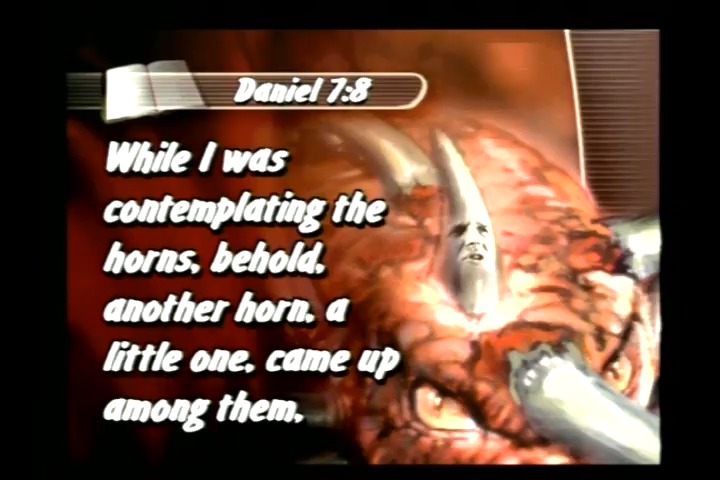 Daniel 7:8
While I was
contemplating the
horns, behold,
another horn, a
little one, came up
among them,